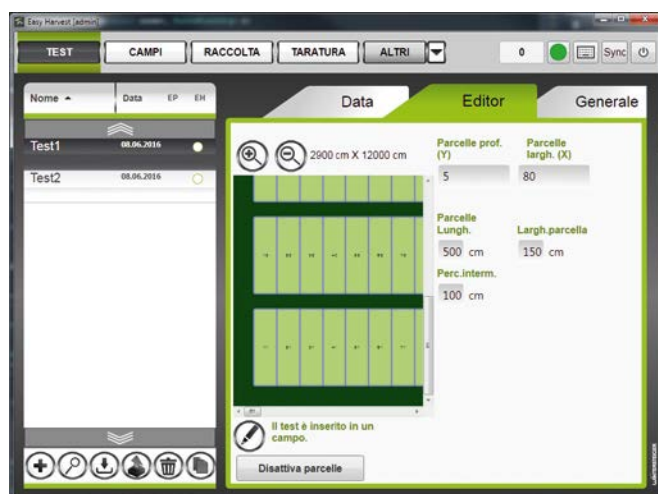 Easy Harvest [admin]
TEST
CAMPI
RACCOLTA
TARATURA
ALTRI
0
Sync
Nome
Data
EP
EH
Test1
08.06.2016
Test2
08.06.2016
Data
Editor
Generale
2900 cm X 12000 cm
Parcelle prof.
(Y)
Parcelle
largh. (X)
5
80
Parcelle
Lungh.
Largh.parcella
500 cm
150 cm
Perc.interm.
100 cm
Il test è inserito in un
campo.
Disattiva parcelle